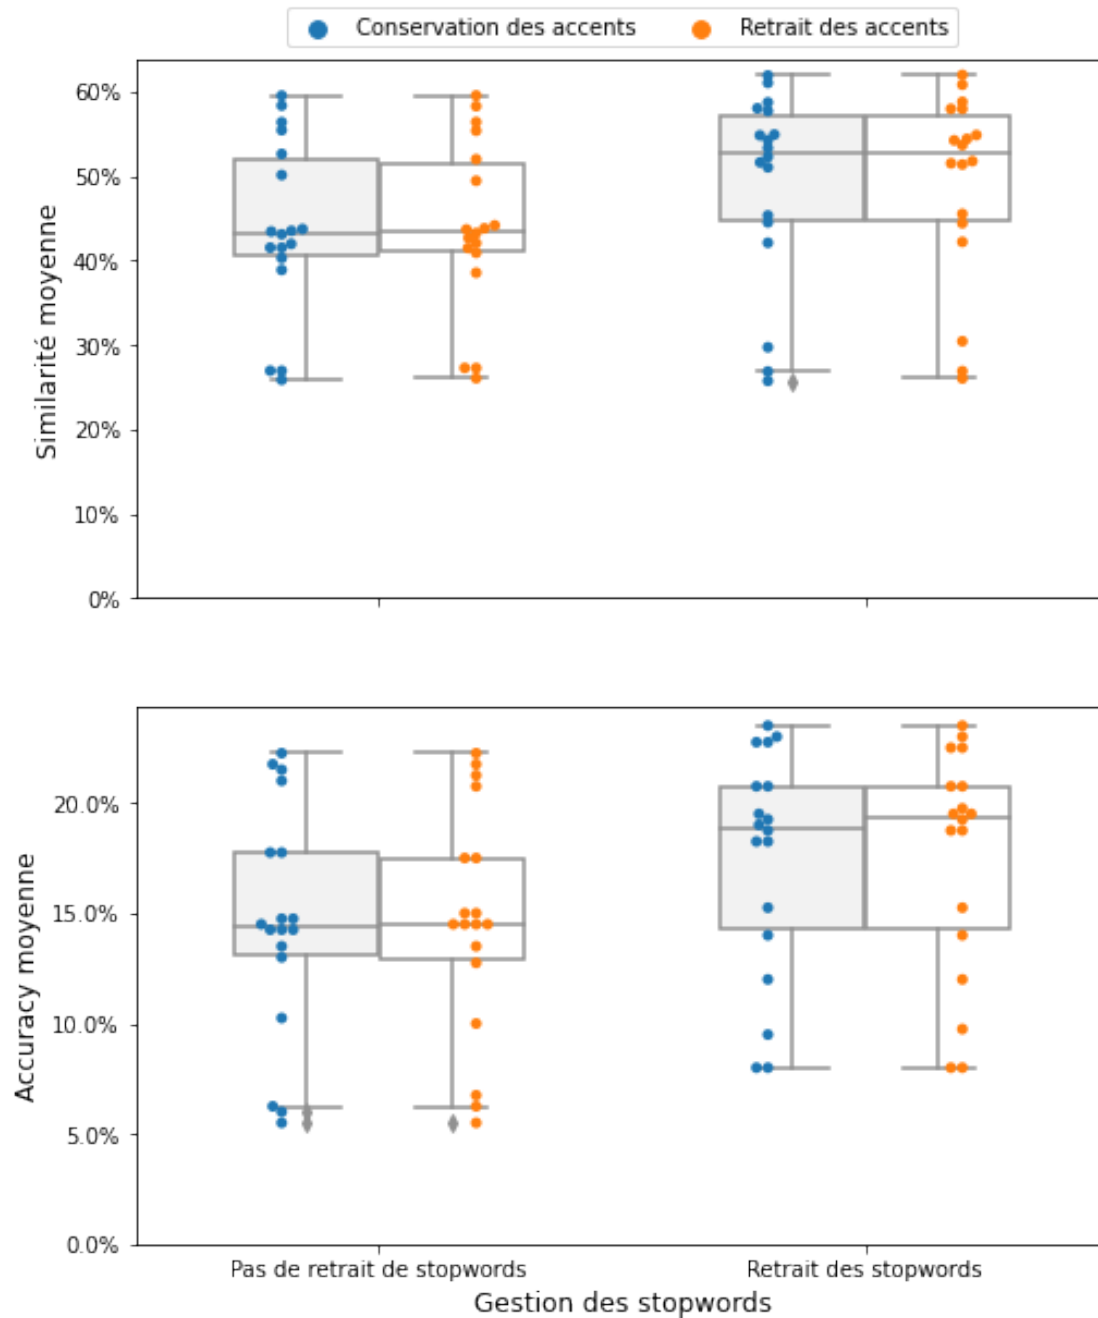 Conservation des accents Retrait des accents
60%
50%
40%
30%
20%
10%
0%
Similarité moyenne
20.0%
15.0%
10.0%
5.0%
0.0%
Accuracy moyenne
Pas de retrait de stopwords Retrait des stopwords
Gestion des stopwords